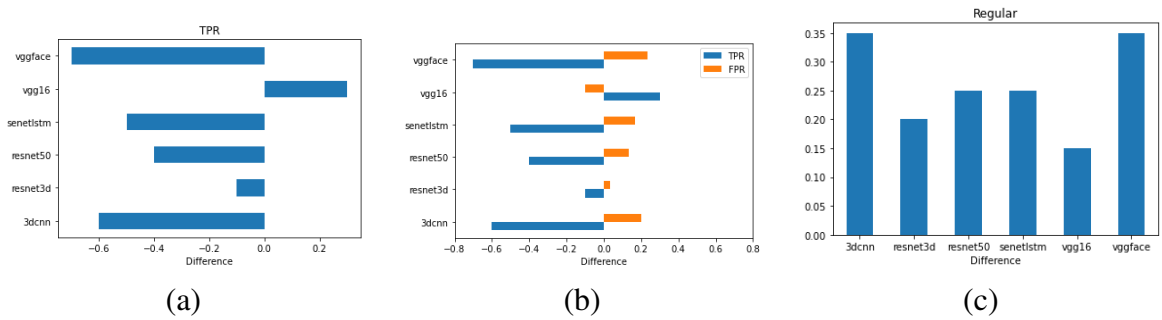 TPR
vggface
vgg16
senetlstm
resnet50
resnet3d
3dcnn
−0.6 −0.4 −0.2 0.0 0.2
Difference
(a)
TPR
FPR
vggface
vgg16
senetlstm
resnet50
resnet3d
3dcnn
−0.8 −0.6 −0.4 −0.2 0.0 0.2 0.4 0.6 0.8
Difference
(b)
Regular
0.35
0.30
0.25
0.20
0.15
0.10
0.05
0.00
3dcnn resnet3d resnet50 senetlstm vgg16 vggface
Difference
(c)